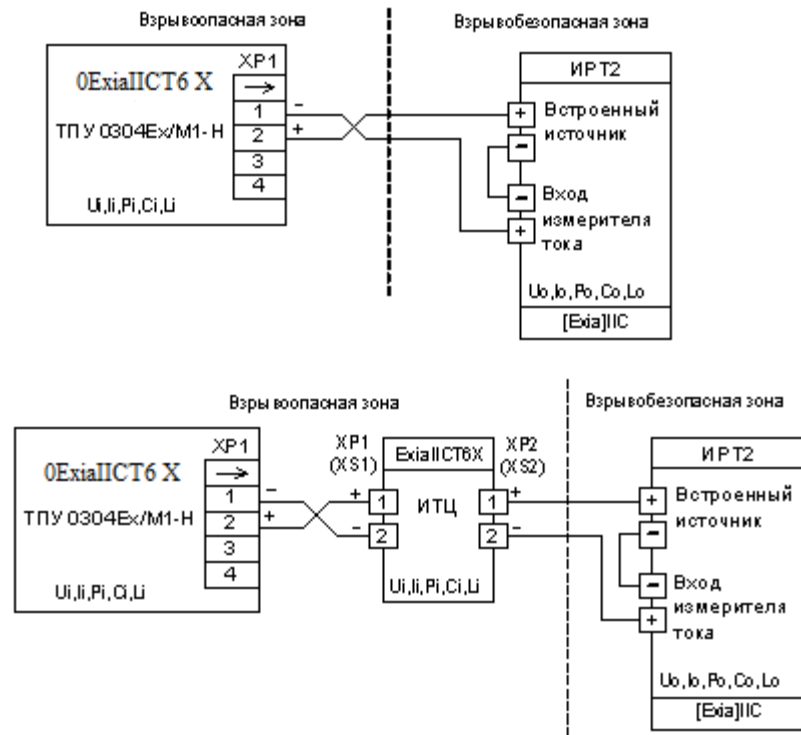 Взрывоопасная зона
Взрывобезопасная зона
0ExiaIICT6 X
ТПУ 0304Ex/М1-Н
Ui,Ii,Pi,Ci,Li
XP1
1
2
3
4
−
+
ИРТ2
+ Встроенный
− источник
− Вход
измерителя
+ тока
Uo,Io,Po,Co,Lo
[Exia]IIC
Взрывоопасная зона
Взрывобезопасная зона
0ExiaIICT6 X
ТПУ 0304Ex/М1-Н
Ui,Ii,Pi,Ci,Li
XP1
1
2
3
4
−
+
XP1
(XS1)
+
−
ExiaIICT6X
1 ИТЦ 1
2 2
Ui,Ii,Pi,Ci,Li
XP2
(XS2)
+
−
ИРТ2
+ Встроенный
− источник
− Вход
измерителя
+ тока
Uo,Io,Po,Co,Lo
[Exia]IIC